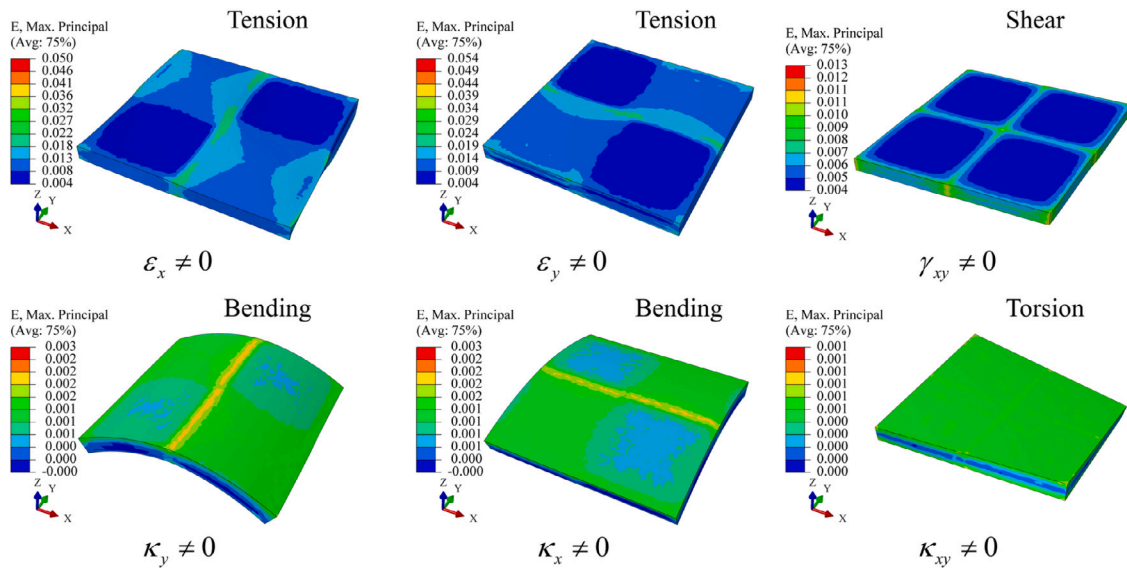 Tension
E, Max. Principal
(Avg: 75%)
0.050
0.046
0.041
0.036
0.032
0.027
0.022
0.018
0.013
0.008
0.004
Z
Y
X
εx ≠ 0
Tension
E, Max. Principal
(Avg: 75%)
0.054
0.049
0.044
0.039
0.034
0.029
0.024
0.019
0.014
0.009
0.004
Z
Y
X
εy ≠ 0
Shear
E, Max. Principal
(Avg: 75%)
0.013
0.012
0.011
0.011
0.010
0.009
0.008
0.007
0.006
0.005
0.004
Z
Y
X
γxy ≠ 0
Bending
E, Max. Principal
(Avg: 75%)
0.003
0.002
0.002
0.002
0.002
0.001
0.001
0.001
0.000
0.000
-0.000
Z
Y
X
κy ≠ 0
Bending
E, Max. Principal
(Avg: 75%)
0.003
0.002
0.002
0.002
0.002
0.001
0.001
0.001
0.000
0.000
-0.000
Z
Y
X
κx ≠ 0
Torsion
E, Max. Principal
(Avg: 75%)
0.001
0.001
0.001
0.001
0.001
0.001
0.001
0.000
0.000
0.000
0.000
Z
Y
X
κxy ≠ 0